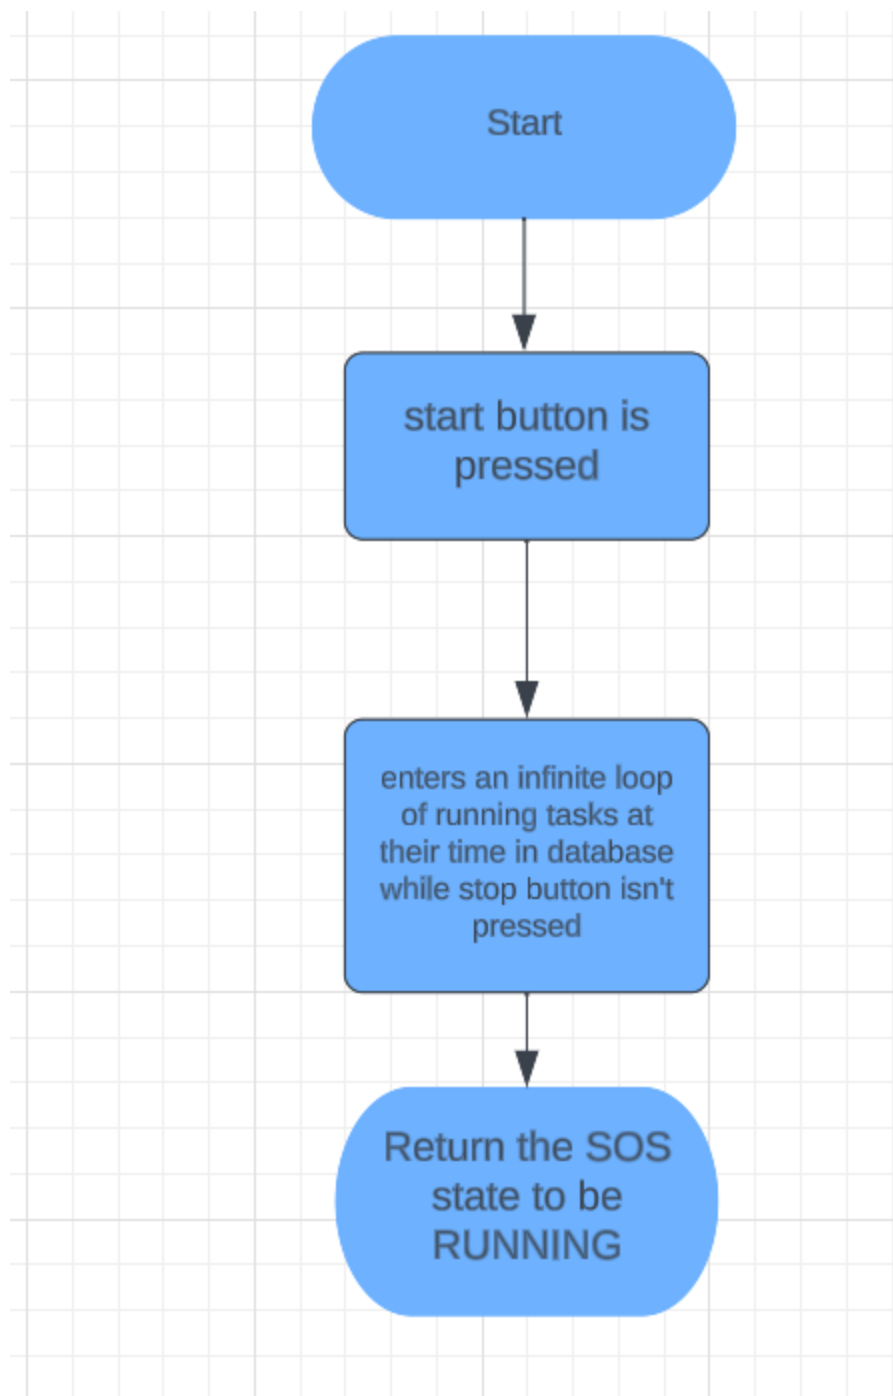 Start
start button is
pressed
enters an infinite loop
of running tasks at
their time in database
while stop button isn't
pressed
Return the SOS
state to be
RUNNING